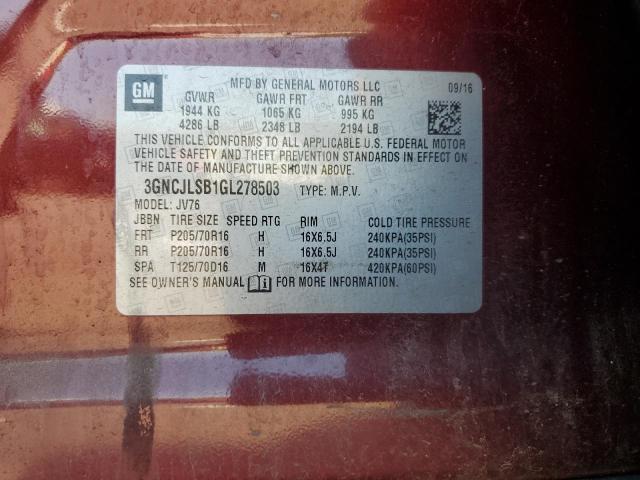 GM
MFD BY GENERAL MOTORS LLC 09/16
GVWR GAWR FRT GAWR RR
1944 KG 1065 KG 995 KG
4286 LB 2348 LB 2194 LB
THIS VEHICLE CONFORMS TO ALL APPLICABLE U.S. FEDERAL MOTOR
VEHICLE SAFETY AND THEFT PREVENTION STANDARDS IN EFFECT ON
THE DATE OF MANUFACTURE SHOWN ABOVE.
3GNCJLSB1GL278503 TYPE: M.P.V.
MODEL: JV76
JBBN TIRE SIZE SPEED RTG RIM COLD TIRE PRESSURE
FRT P205/70R16 H 16X6.5J 240KPA(35PSI)
RR P205/70R16 H 16X6.5J 240KPA(35PSI)
SPA T125/70D16 M 16X4T 420KPA(60PSI)
SEE OWNER'S MANUAL FOR MORE INFORMATION.